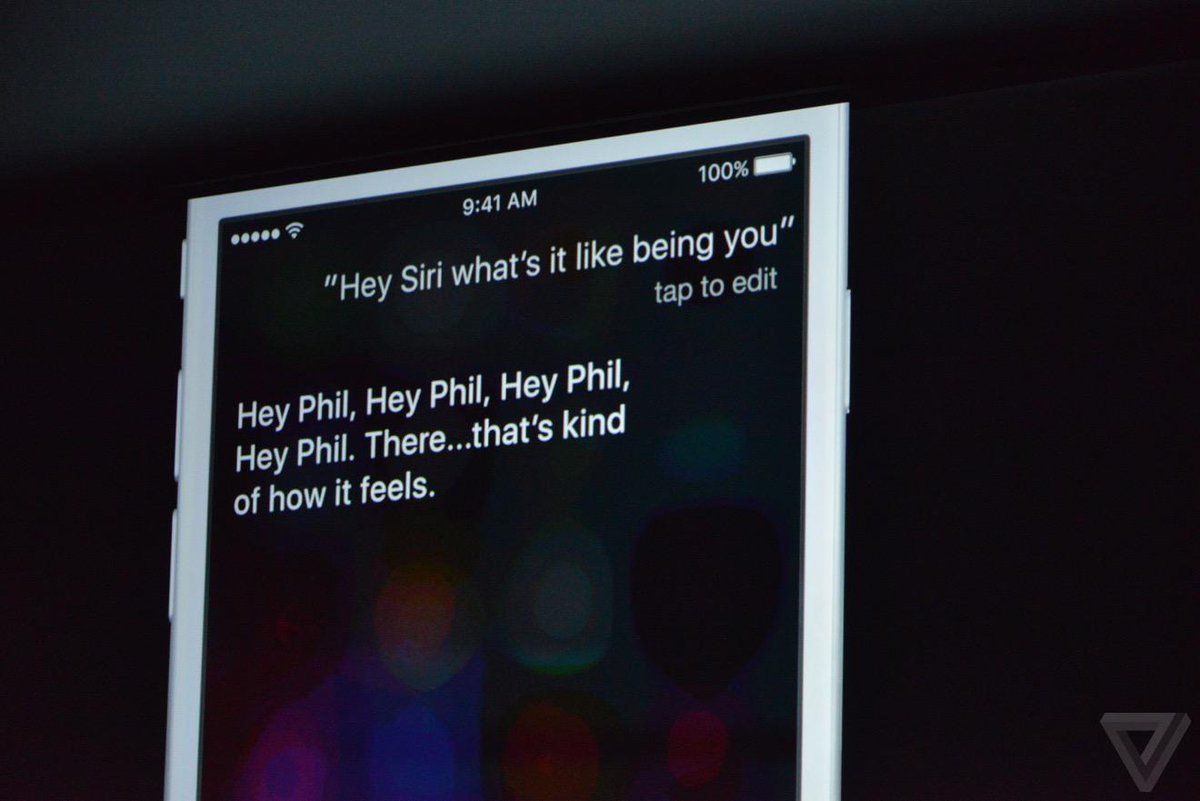 9:41 AM
100%
“Hey Siri what’s it like being you”
tap to edit
Hey Phil, Hey Phil, Hey Phil,
Hey Phil. There...that’s kind
of how it feels.